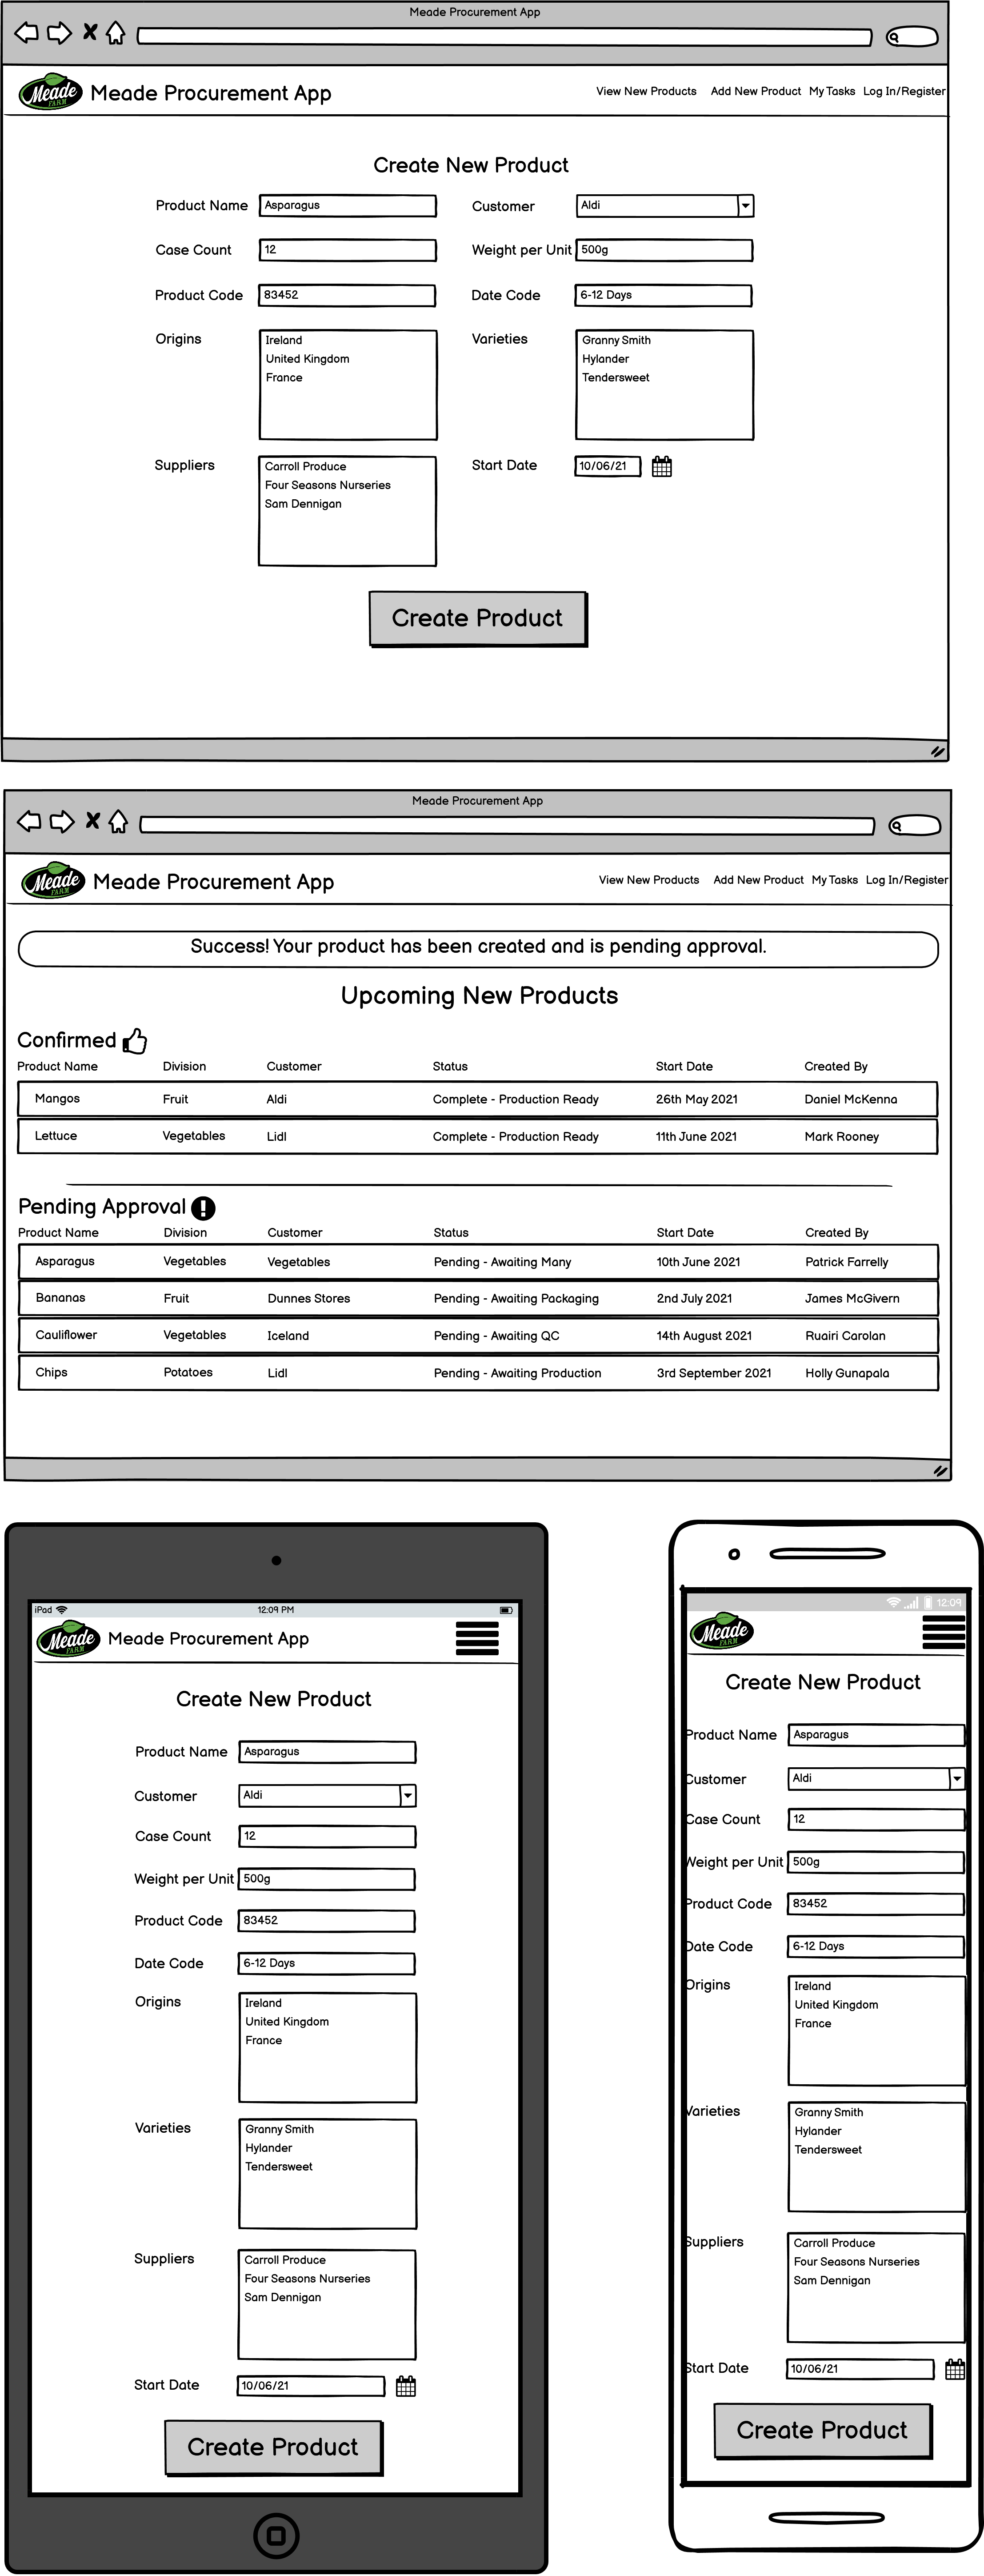 Meade Procurement App
Meade FARM Meade Procurement App View New Products Add New Product My Tasks Log In/Register
Create New Product
Product Name Asparagus Customer Aldi
Case Count 12 Weight per Unit 500g
Product Code 83452 Date Code 6-12 Days
Origins Ireland Varieties Granny Smith
United Kingdom Hylander
France Tendersweet
Suppliers Carroll Produce Start Date 10/06/21
Four Seasons Nurseries
Sam Dennigan
Create Product
Meade Procurement App
Meade FARM Meade Procurement App View New Products Add New Product My Tasks Log In/Register
Success! Your product has been created and is pending approval.
Upcoming New Products
Confirmed
Product Name Division Customer Status Start Date Created By
Mangos Fruit Aldi Complete - Production Ready 26th May 2021 Daniel McKenna
Lettuce Vegetables Lidl Complete - Production Ready 11th June 2021 Mark Rooney
Pending Approval
Product Name Division Customer Status Start Date Created By
Asparagus Vegetables Vegetables Pending - Awaiting Many 10th June 2021 Patrick Farrelly
Bananas Fruit Dunnes Stores Pending - Awaiting Packaging 2nd July 2021 James McGivern
Cauliflower Vegetables Iceland Pending - Awaiting QC 14th August 2021 Ruairi Carolan
Chips Potatoes Lidl Pending - Awaiting Production 3rd September 2021 Holly Gunapala
iPad 12:09 PM
Meade FARM Meade Procurement App
Create New Product
Product Name Asparagus
Customer Aldi
Case Count 12
Weight per Unit 500g
Product Code 83452
Date Code 6-12 Days
Origins Ireland
United Kingdom
France
Varieties Granny Smith
Hylander
Tendersweet
Suppliers Carroll Produce
Four Seasons Nurseries
Sam Dennigan
Start Date 10/06/21
Create Product
12:09
Meade FARM
Create New Product
Product Name Asparagus
Customer Aldi
Case Count 12
Weight per Unit 500g
Product Code 83452
Date Code 6-12 Days
Origins Ireland
United Kingdom
France
Varieties Granny Smith
Hylander
Tendersweet
Suppliers Carroll Produce
Four Seasons Nurseries
Sam Dennigan
Start Date 10/06/21
Create Product